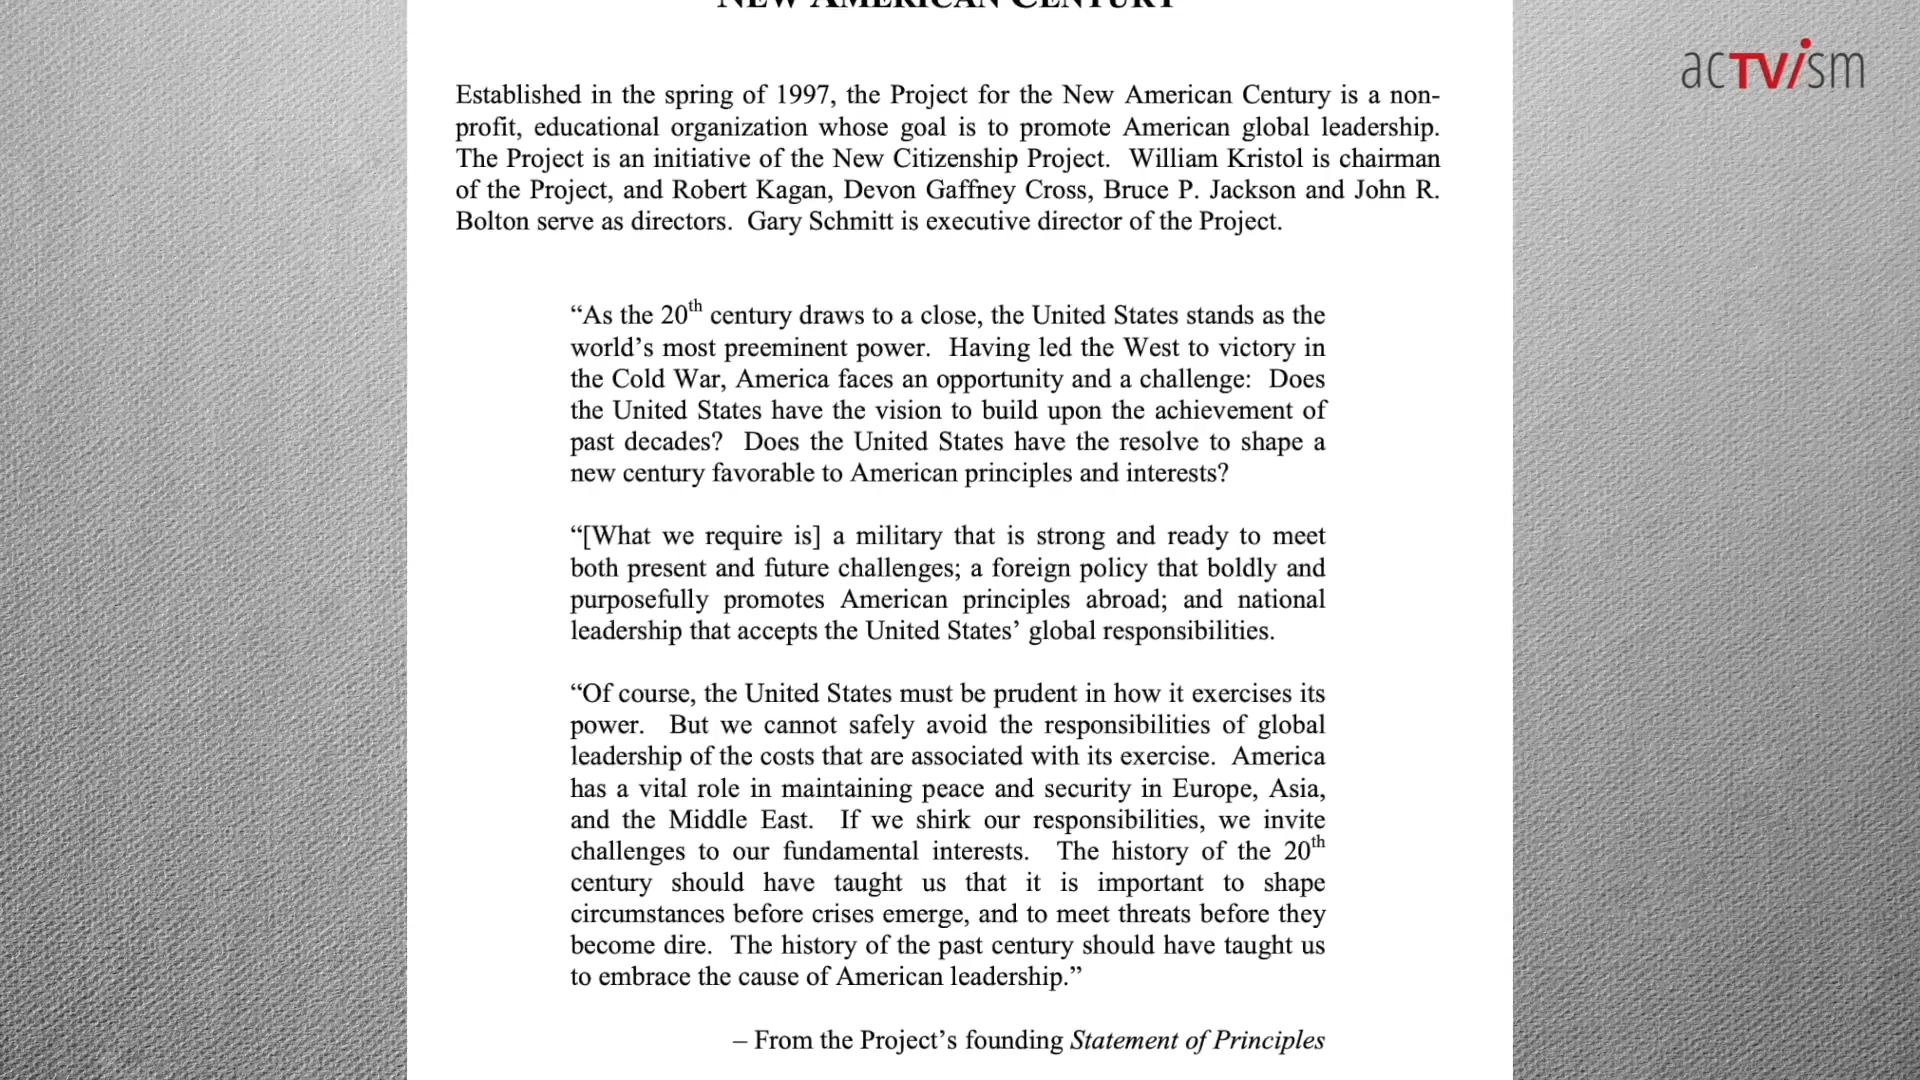 NEW AMERICAN CENTURY
acTVism
Established in the spring of 1997, the Project for the New American Century is a non-
profit, educational organization whose goal is to promote American global leadership.
The Project is an initiative of the New Citizenship Project. William Kristol is chairman
of the Project, and Robert Kagan, Devon Gaffney Cross, Bruce P. Jackson and John R.
Bolton serve as directors. Gary Schmitt is executive director of the Project.
“As the 20th century draws to a close, the United States stands as the
world’s most preeminent power. Having led the West to victory in
the Cold War, America faces an opportunity and a challenge: Does
the United States have the vision to build upon the achievement of
past decades? Does the United States have the resolve to shape a
new century favorable to American principles and interests?
“[What we require is] a military that is strong and ready to meet
both present and future challenges; a foreign policy that boldly and
purposefully promotes American principles abroad; and national
leadership that accepts the United States’ global responsibilities.
“Of course, the United States must be prudent in how it exercises its
power. But we cannot safely avoid the responsibilities of global
leadership of the costs that are associated with its exercise. America
has a vital role in maintaining peace and security in Europe, Asia,
and the Middle East. If we shirk our responsibilities, we invite
challenges to our fundamental interests. The history of the 20th
century should have taught us that it is important to shape
circumstances before crises emerge, and to meet threats before they
become dire. The history of the past century should have taught us
to embrace the cause of American leadership.”
– From the Project’s founding Statement of Principles